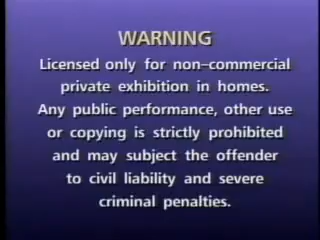 WARNING
Licensed only for non-commercial
private exhibition in homes.
Any public performance, other use
or copying is strictly prohibited
and may subject the offender
to civil liability and severe
criminal penalties.